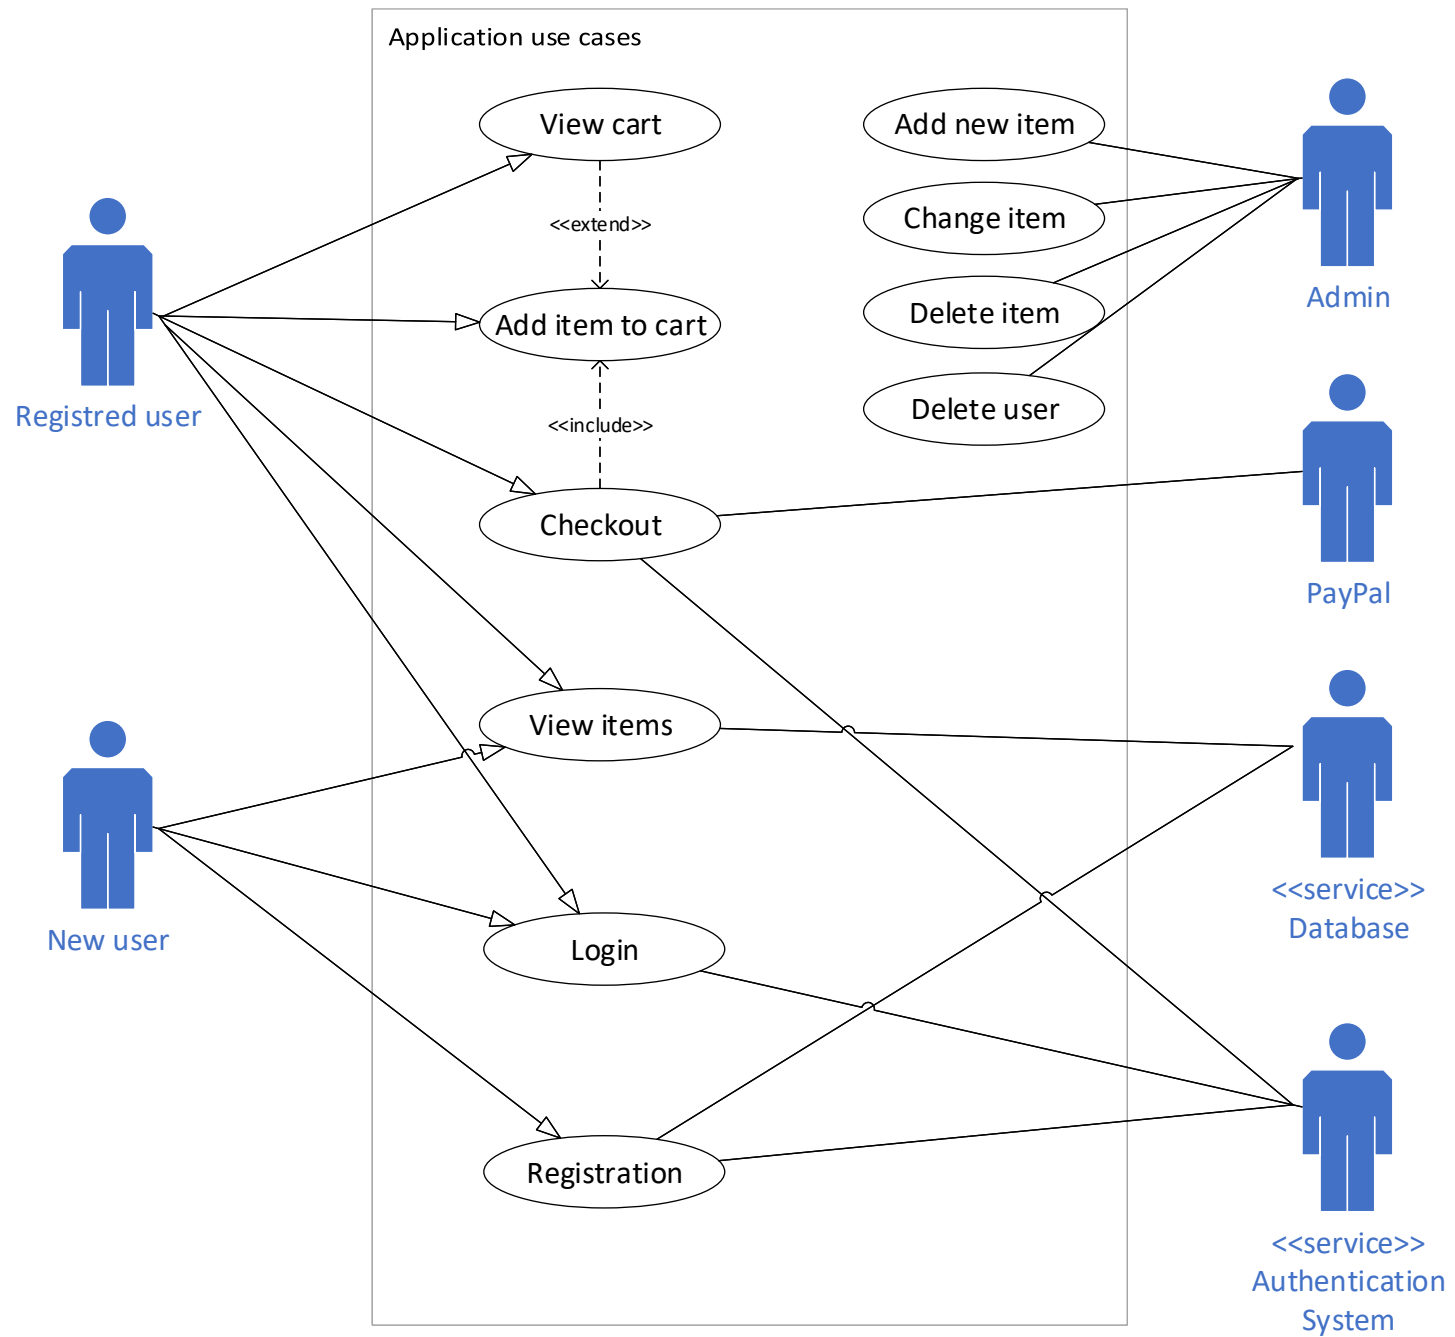 Application use cases
View cart
Add new item
<<extend>>
Change item
Admin
Add item to cart
Delete item
Registred user
<<include>>
Delete user
Checkout
PayPal
View items
<<service>>
Database
New user
Login
Registration
<<service>>
Authentication
System